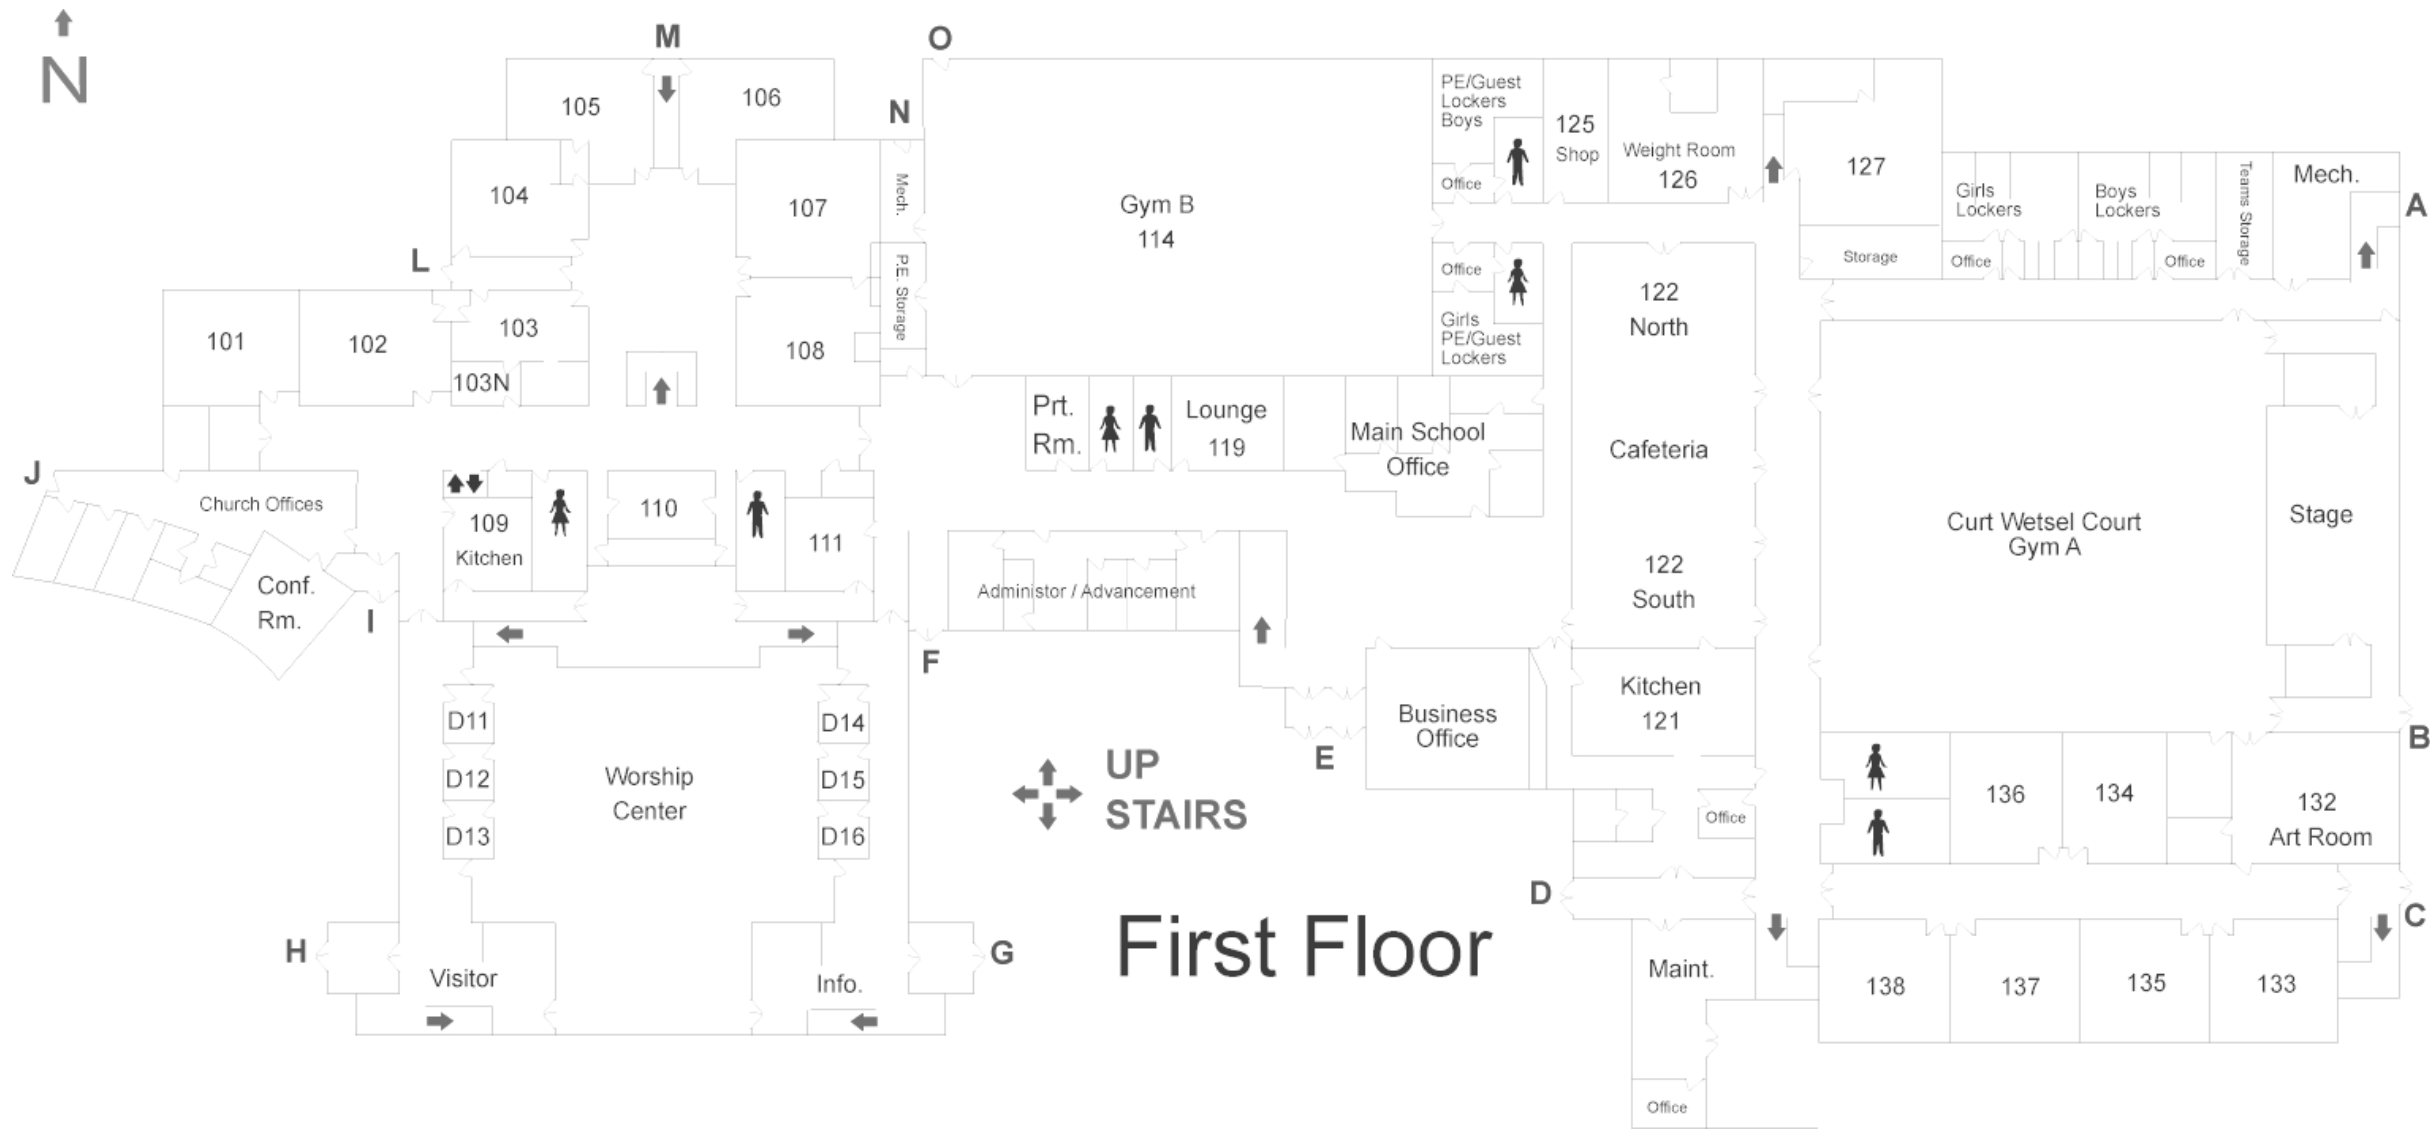 N
M
O
N
105
106
104
107
L
Mech.
P.E. Storage
101
102
103
103N
108
Gym B
114
PE/Guest
Lockers
Boys
Office
125
Shop
Weight Room
126
127
Storage
Office
Girls
PE/Guest
Lockers
Girls
Lockers
Office
Boys
Lockers
Office
Teams Storage
Mech.
A
Prt.
Rm.
Lounge
119
Main School
Office
122
North
Cafeteria
122
South
Curt Wetsel Court
Gym A
Stage
J
Church Offices
Conf.
Rm.
I
109
Kitchen
110
111
Administor / Advancement
F
D11
D12
D13
D14
D15
D16
Worship
Center
E
Business
Office
Kitchen
121
Office
B
136
134
132
Art Room
UP
STAIRS
D
C
H
G
Visitor
Info.
First Floor
Maint.
Office
138
137
135
133